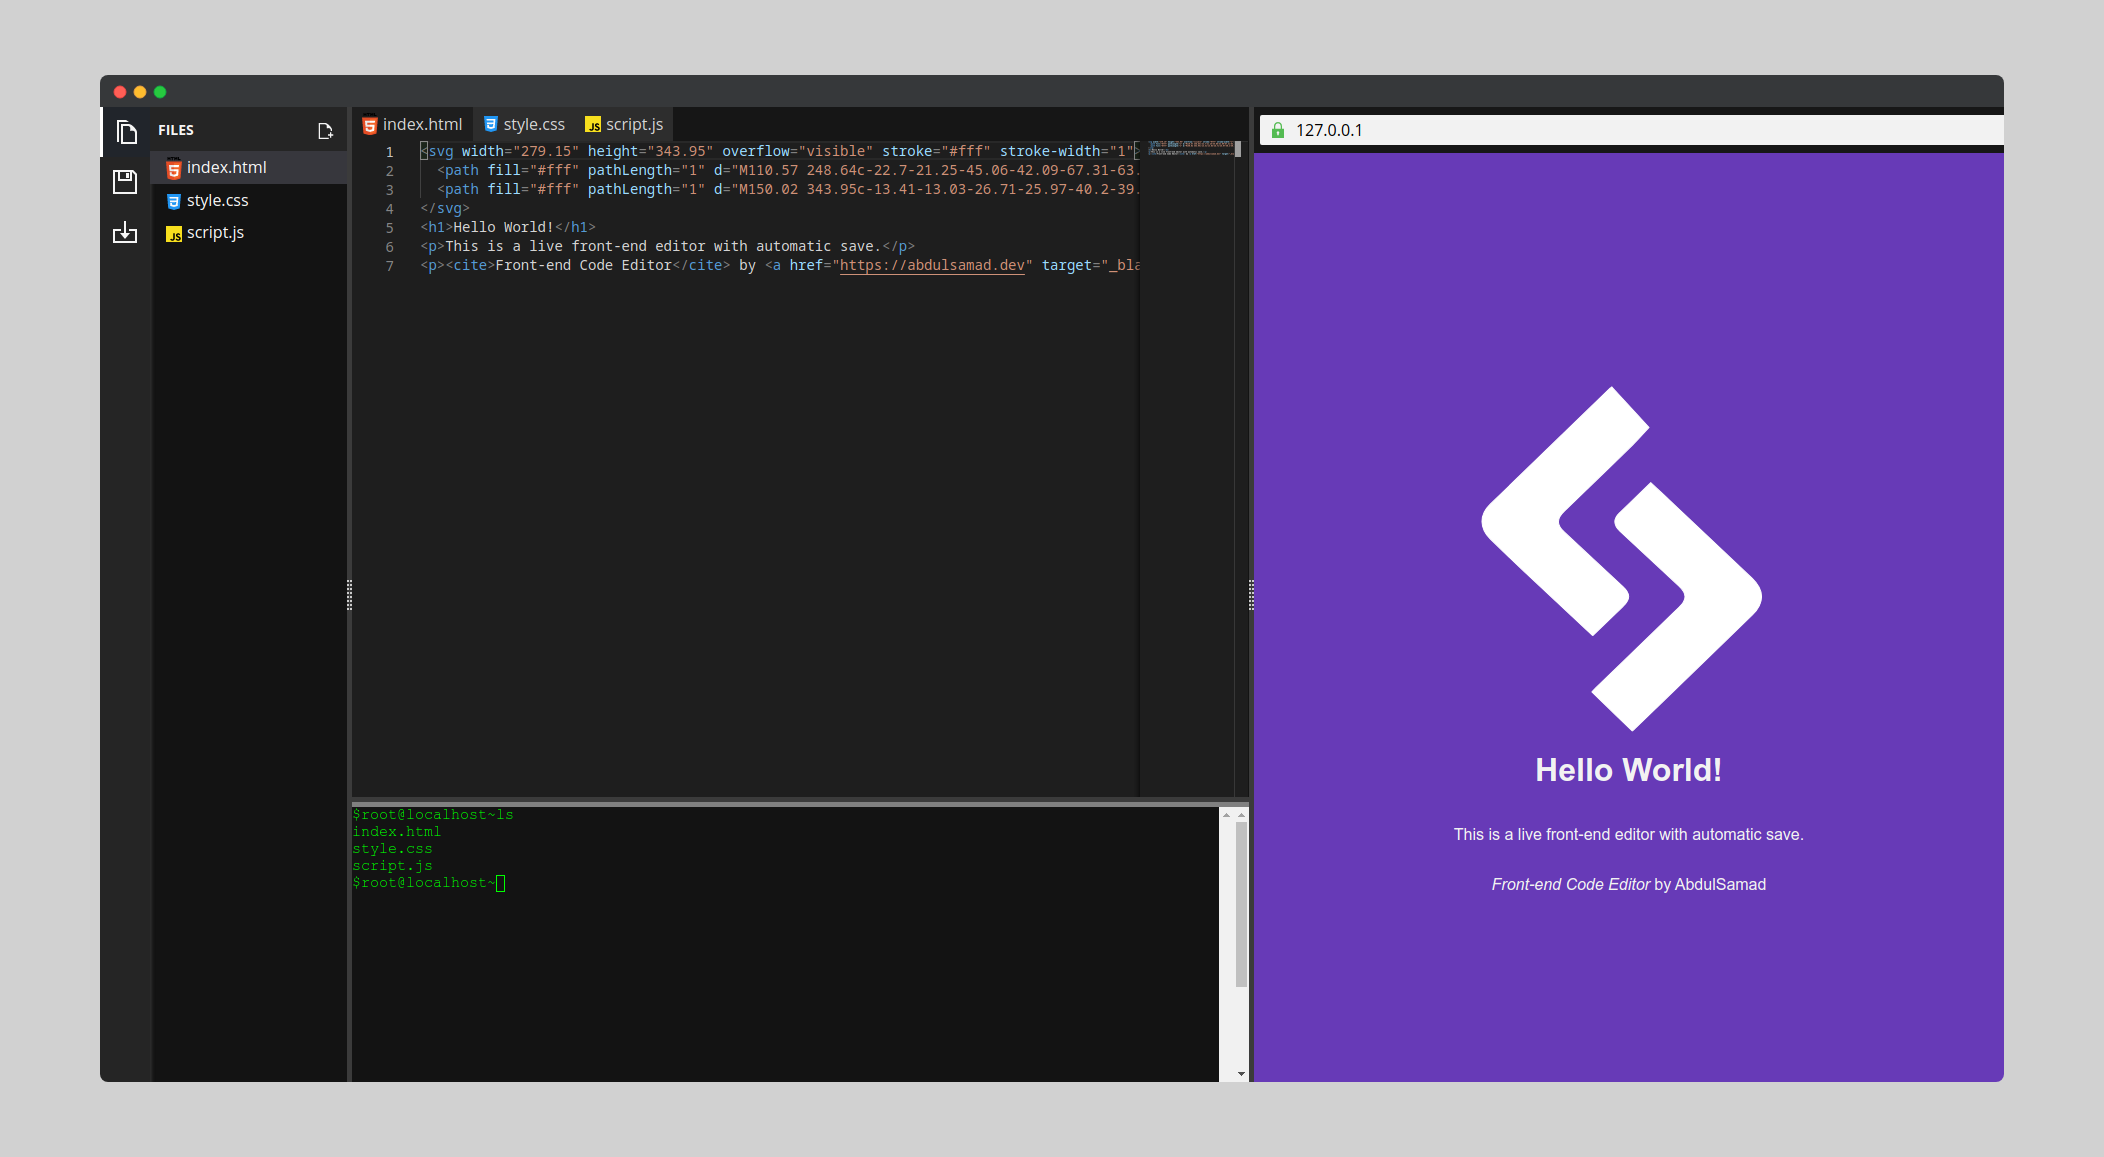 FILES
index.html
style.css
script.js
index.html style.css script.js
1 <svg width="279.15" height="343.95" overflow="visible" stroke="#fff" stroke-width="1">
2 <path fill="#fff" pathLength="1" d="M110.57 248.64c-22.7-21.25-45.06-42.09-67.31-63.
3 <path fill="#fff" pathLength="1" d="M150.02 343.95c-13.41-13.03-26.71-25.97-40.2-39.
4 </svg>
5 <h1>Hello World!</h1>
6 <p>This is a live front-end editor with automatic save.</p>
7 <p><cite>Front-end Code Editor</cite> by <a href="https://abdulsamad.dev" target="_bla
$root@localhost~ls
index.html
style.css
script.js
$root@localhost~
127.0.0.1
Hello World!
This is a live front-end editor with automatic save.
Front-end Code Editor by AbdulSamad